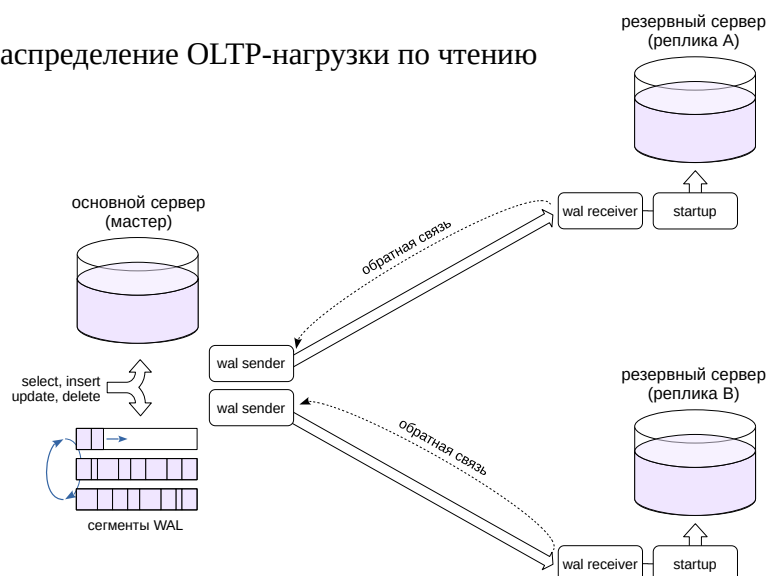 аспределение OLTP-нагрузки по чтению
резервный сервер
(реплика A)
wal receiver
startup
основной сервер
(мастер)
обратная связь
wal sender
select, insert
update, delete
wal sender
обратная связь
резервный сервер
(реплика B)
сегменты WAL
wal receiver
startup